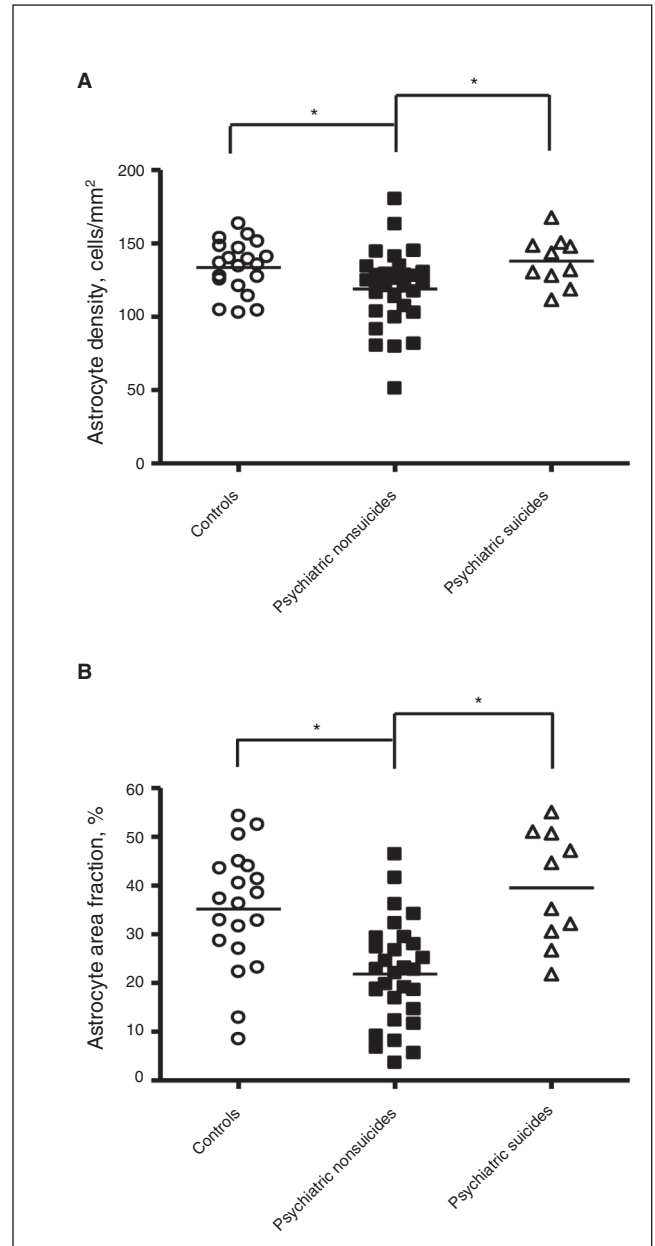 A
*
*
200
150
100
50
0
Astrocyte density, cells/mm²
Controls
Psychiatric nonsuicides
Psychiatric suicides
B
*
*
60
50
40
30
20
10
0
Astrocyte area fraction, %
Controls
Psychiatric nonsuicides
Psychiatric suicides